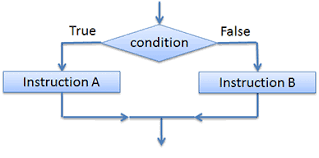 True
False
condition
Instruction A
Instruction B